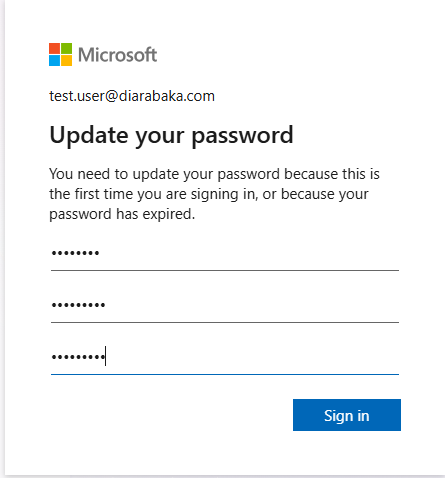 Microsoft
test.user@diarabaka.com
Update your password
You need to update your password because this is
the first time you are signing in, or because your
password has expired.
••••••••
•••••••••
•••••••••
Sign in